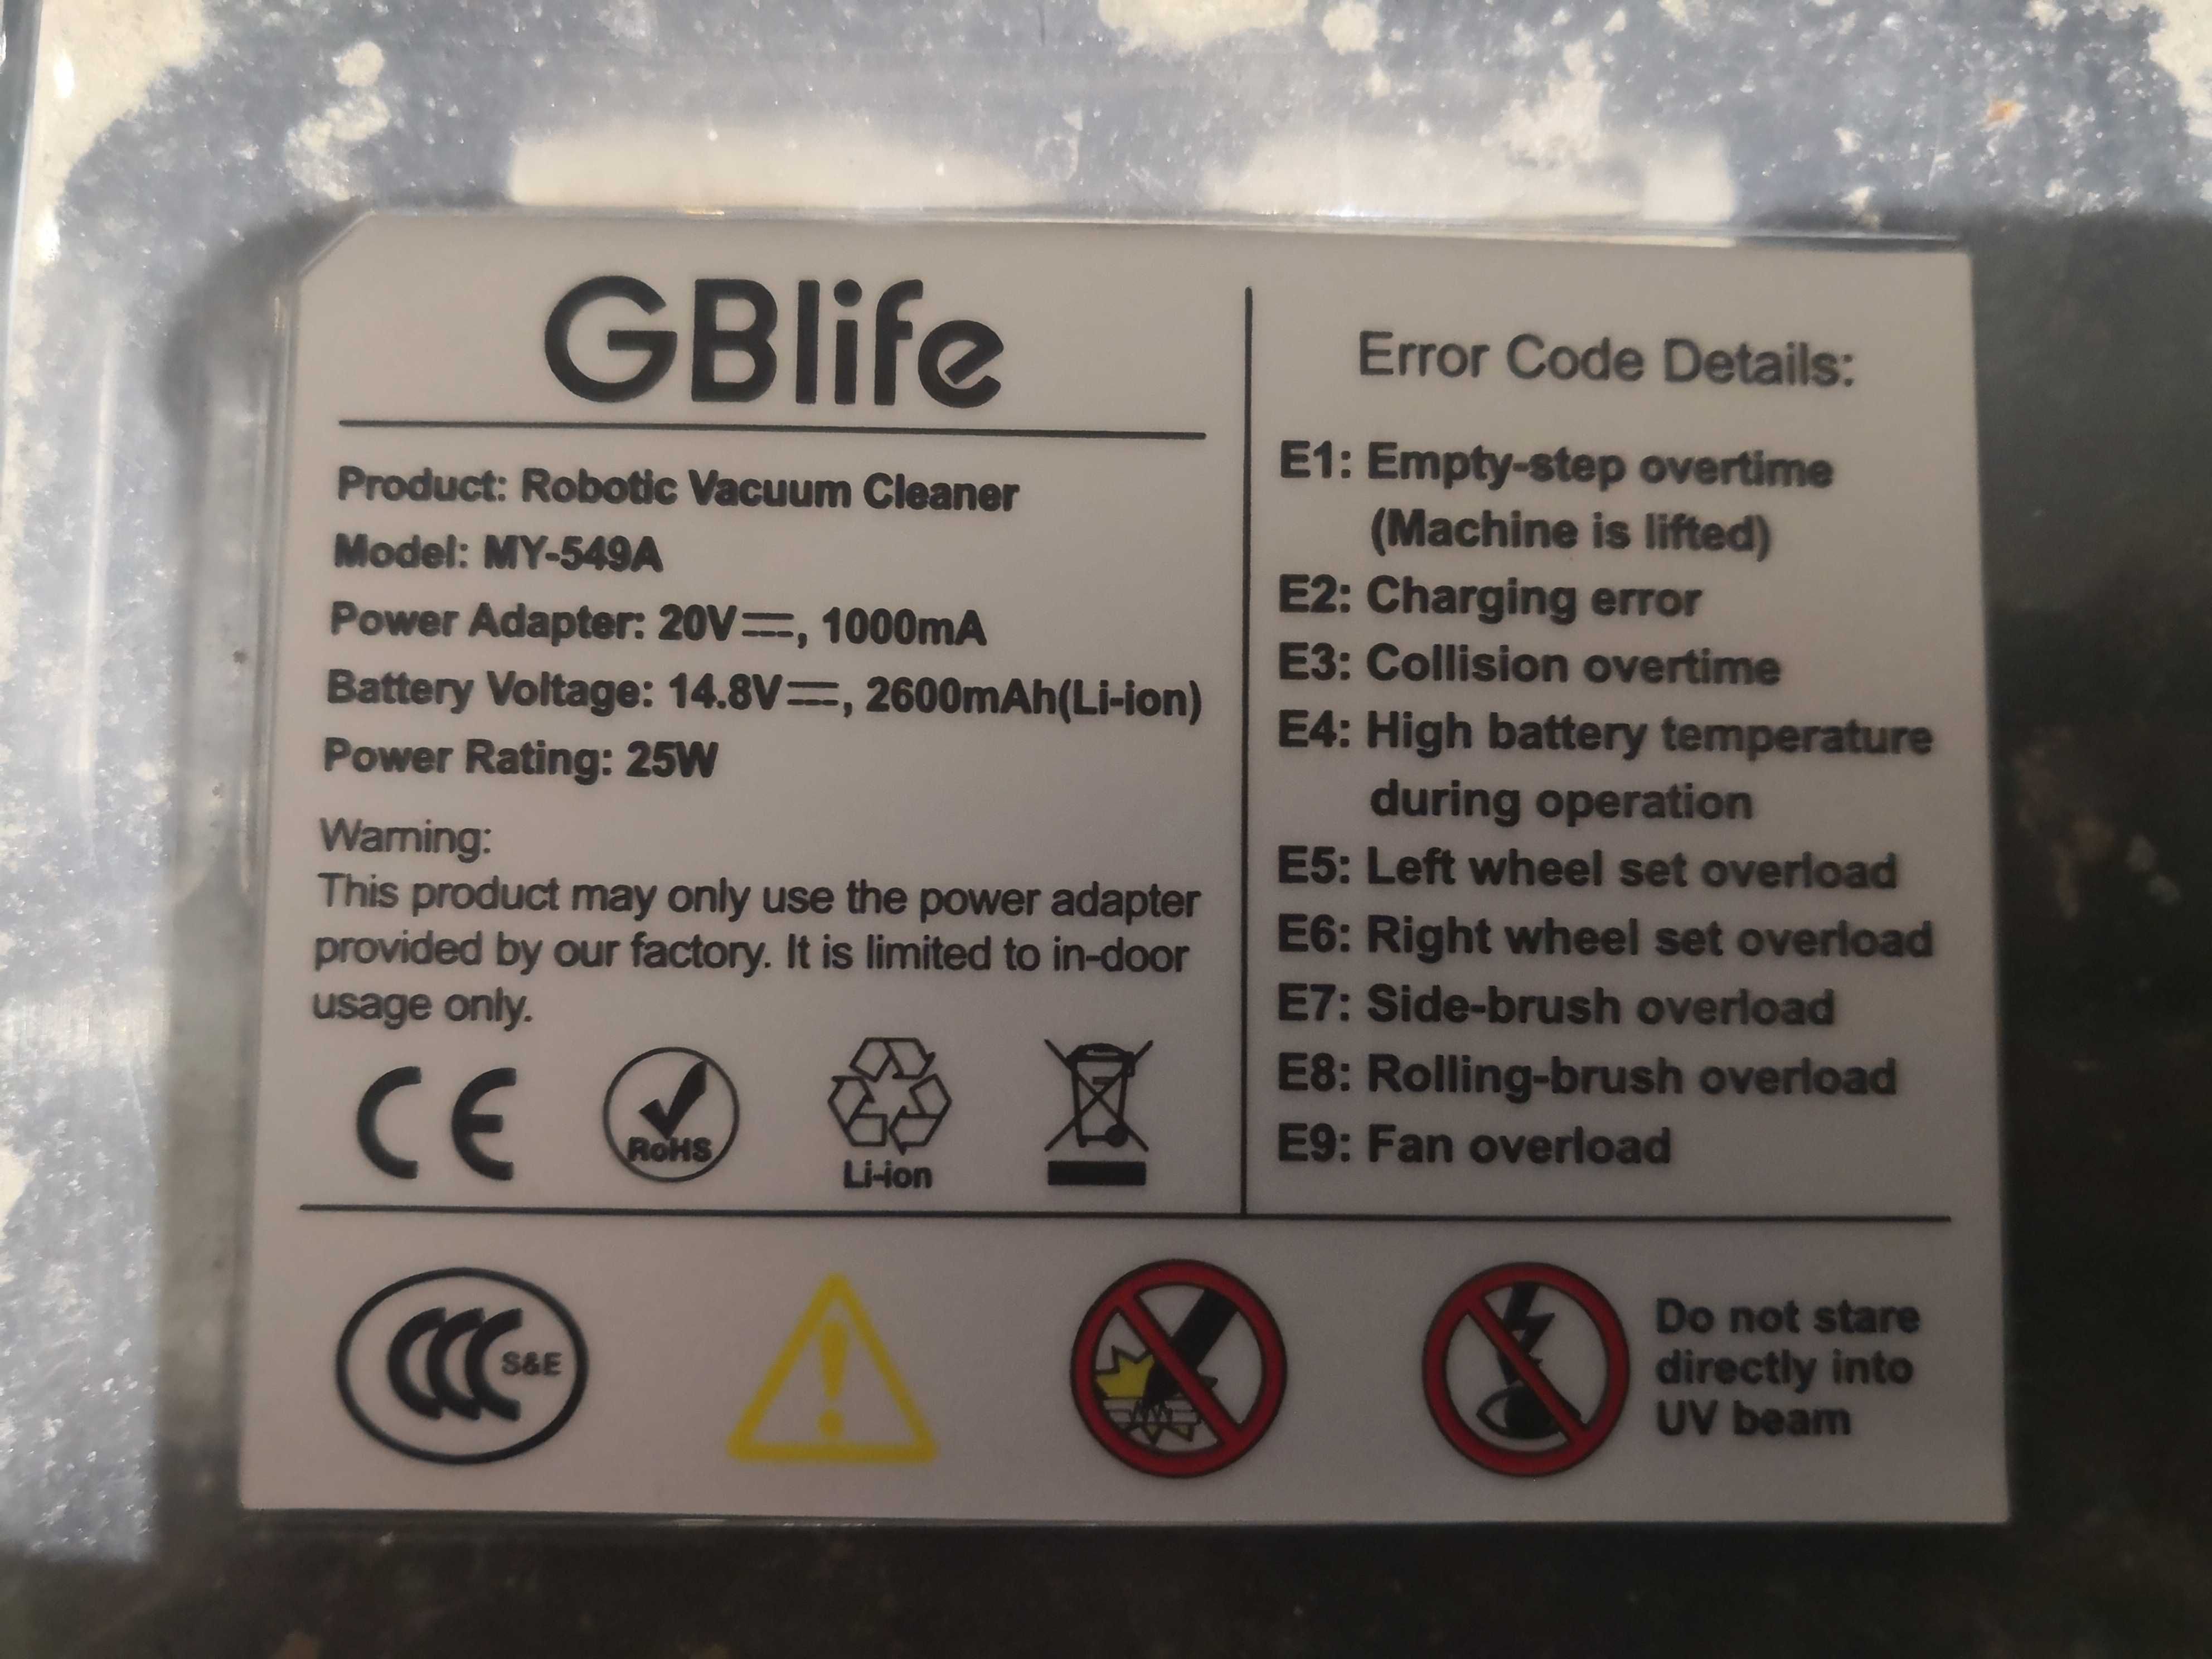 GBlife
Product: Robotic Vacuum Cleaner
Model: MY-549A
Power Adapter: 20V⎓, 1000mA
Battery Voltage: 14.8V⎓, 2600mAh(Li-ion)
Power Rating: 25W
Warning:
This product may only use the power adapter
provided by our factory. It is limited to in-door
usage only.
CE
RoHS
Li-ion
Error Code Details:
E1: Empty-step overtime
(Machine is lifted)
E2: Charging error
E3: Collision overtime
E4: High battery temperature
during operation
E5: Left wheel set overload
E6: Right wheel set overload
E7: Side-brush overload
E8: Rolling-brush overload
E9: Fan overload
CCC S&E
Do not stare
directly into
UV beam